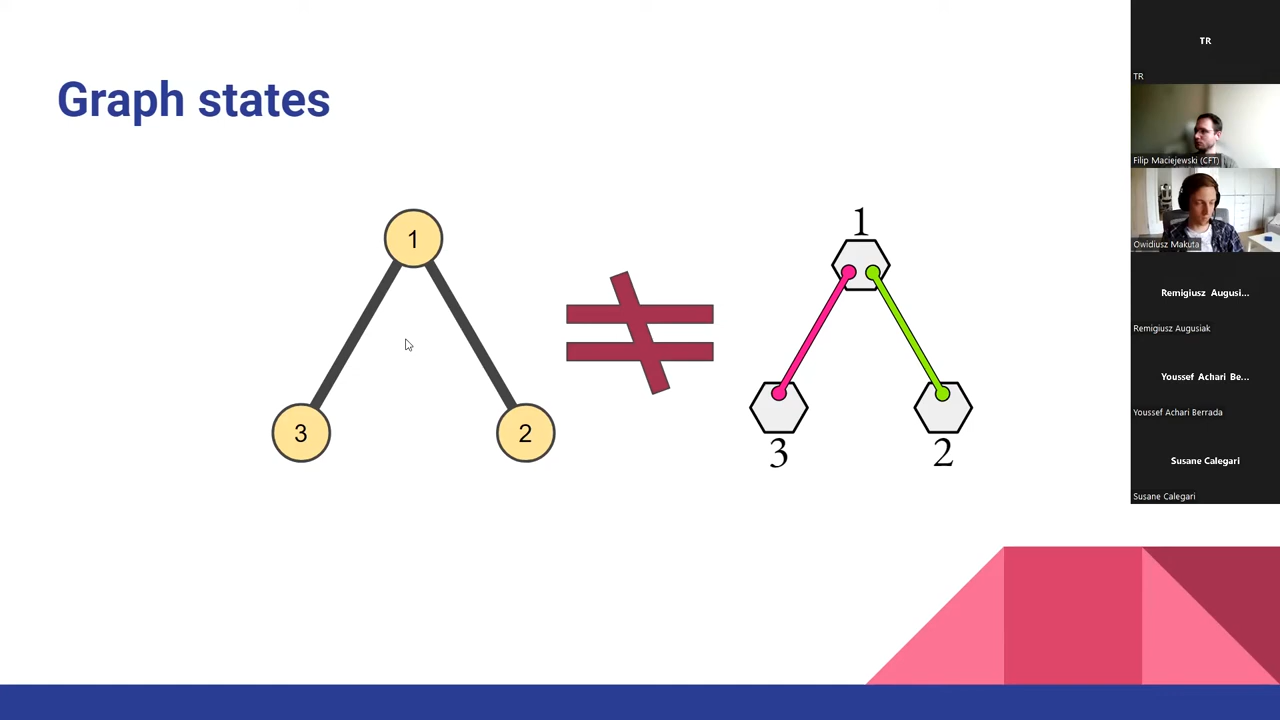 Graph states
1
3
2
1
3
2
TR
TR
Filip Maciejewski (CFT)
Owidiusz Makuta
Remigiusz Augusi...
Remigiusz Augusiak
Youssef Achari Be...
Youssef Achari Berrada
Susane Calegari
Susane Calegari